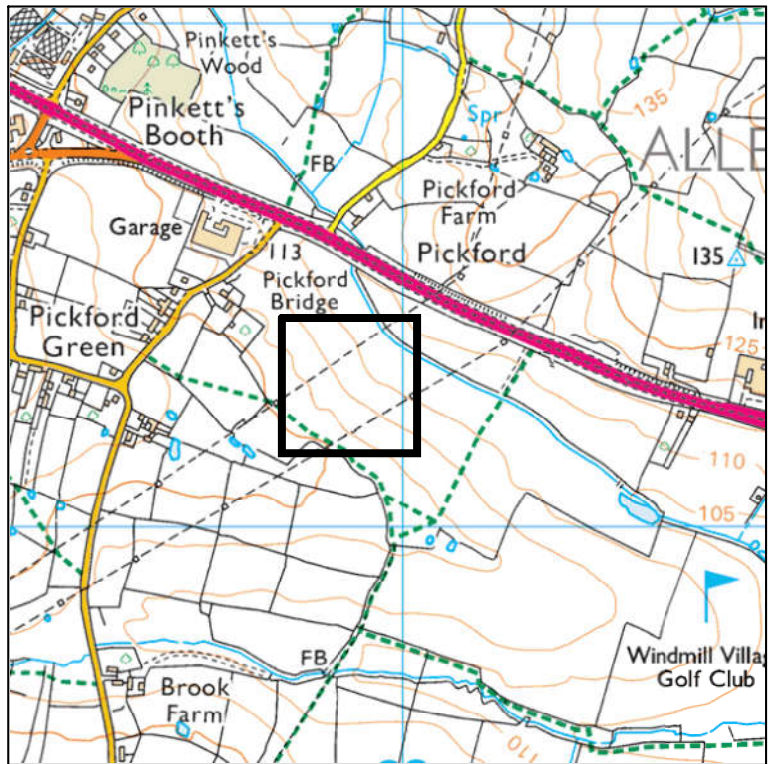 Pinkett's
Wood
Pinkett's
Booth
Spr
135
ALLE
FB
Pickford
Farm
Garage
Pickford
135
113
Pickford
Bridge
Pickford
Green
In
125
110
105
Windmill Villag
Golf Club
FB
Brook
Farm
110